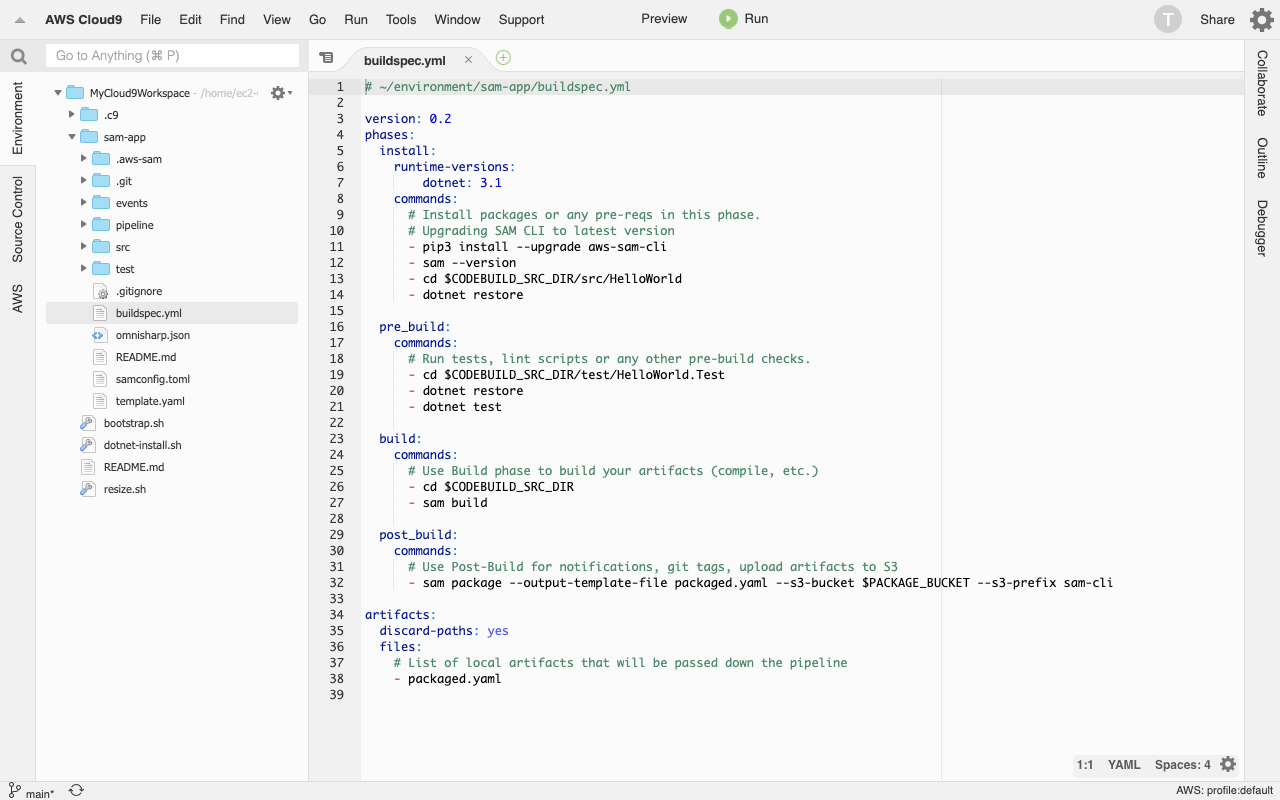 AWS Cloud9 File Edit Find View Go Run Tools Window Support Preview Run T Share
Go to Anything (⌘ P)
buildspec.yml
Environment
Source Control
AWS
MyCloud9Workspace - /home/ec2-
.c9
sam-app
.aws-sam
.git
events
pipeline
src
test
.gitignore
buildspec.yml
omnisharp.json
README.md
samconfig.toml
template.yaml
bootstrap.sh
dotnet-install.sh
README.md
resize.sh
1 # ~/environment/sam-app/buildspec.yml
2
3 version: 0.2
4 phases:
5   install:
6     runtime-versions:
7         dotnet: 3.1
8     commands:
9       # Install packages or any pre-reqs in this phase.
10       # Upgrading SAM CLI to latest version
11       - pip3 install --upgrade aws-sam-cli
12       - sam --version
13       - cd $CODEBUILD_SRC_DIR/src/HelloWorld
14       - dotnet restore
15
16   pre_build:
17     commands:
18       # Run tests, lint scripts or any other pre-build checks.
19       - cd $CODEBUILD_SRC_DIR/test/HelloWorld.Test
20       - dotnet restore
21       - dotnet test
22
23   build:
24     commands:
25       # Use Build phase to build your artifacts (compile, etc.)
26       - cd $CODEBUILD_SRC_DIR
27       - sam build
28
29   post_build:
30     commands:
31       # Use Post-Build for notifications, git tags, upload artifacts to S3
32       - sam package --output-template-file packaged.yaml --s3-bucket $PACKAGE_BUCKET --s3-prefix sam-cli
33
34 artifacts:
35   discard-paths: yes
36   files:
37     # List of local artifacts that will be passed down the pipeline
38     - packaged.yaml
39
Collaborate
Outline
Debugger
1:1 YAML Spaces: 4
main* AWS: profile:default